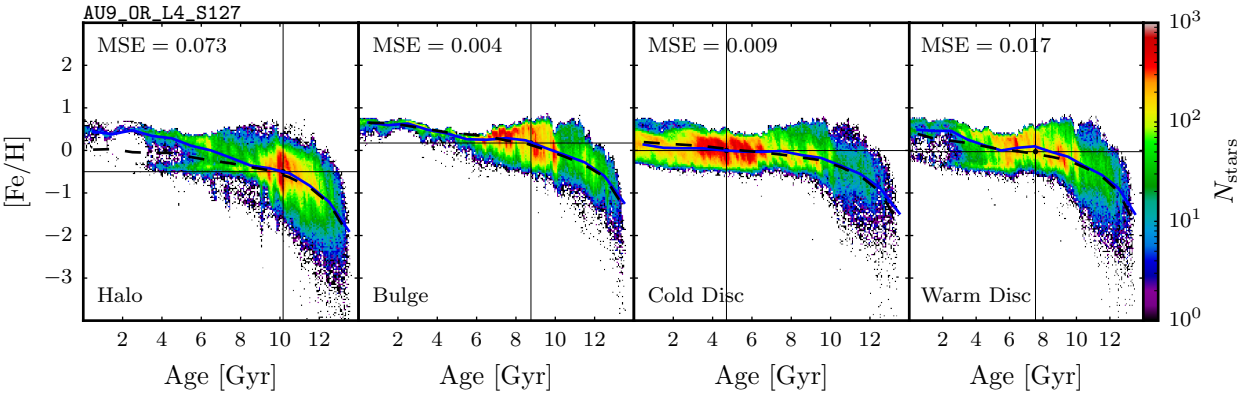 AU9_OR_L4_S127
MSE = 0.073
MSE = 0.004
MSE = 0.009
MSE = 0.017
[Fe/H]
2
1
0
−1
−2
−3
Halo
Bulge
Cold Disc
Warm Disc
2 4 6 8 10 12
2 4 6 8 10 12
2 4 6 8 10 12
2 4 6 8 10 12
Age [Gyr]
Age [Gyr]
Age [Gyr]
Age [Gyr]
10³
10²
10¹
10⁰
N_stars